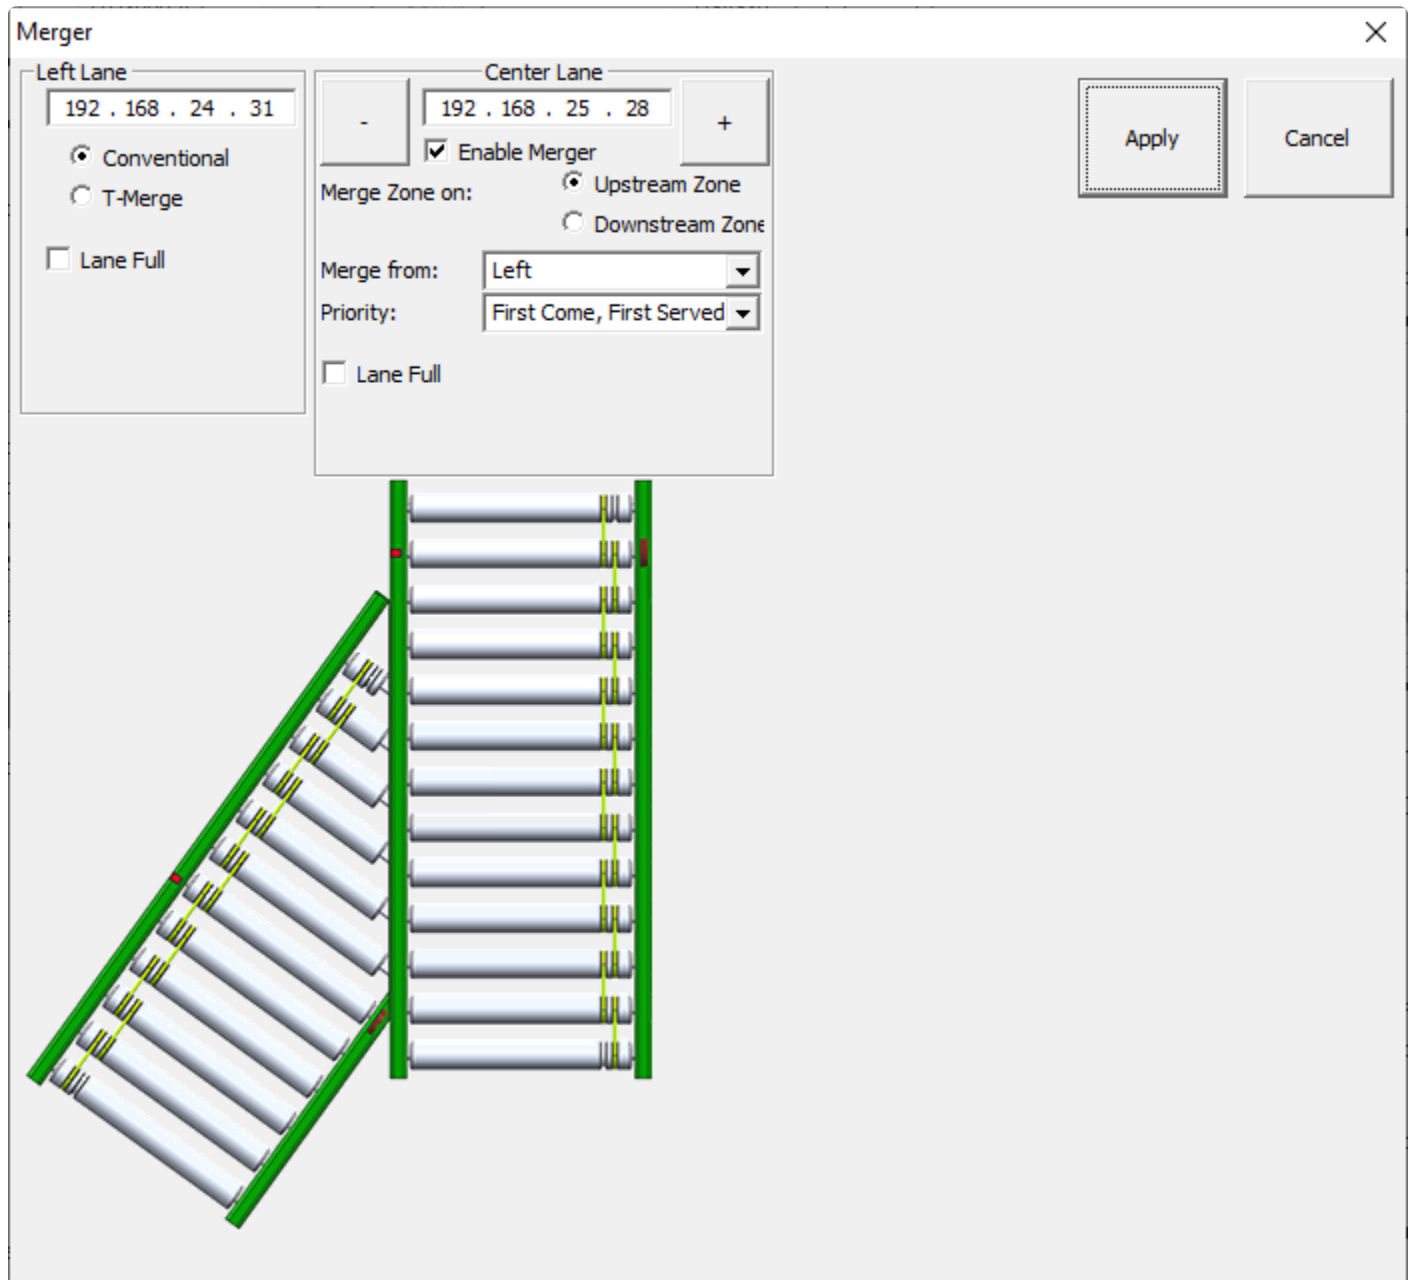 Merger
Left Lane
192 . 168 . 24 . 31
Conventional
T-Merge
Lane Full
Center Lane
-
192 . 168 . 25 . 28
+
Enable Merger
Merge Zone on:
Upstream Zone
Downstream Zone
Merge from:
Left
Priority:
First Come, First Served
Lane Full
Apply
Cancel